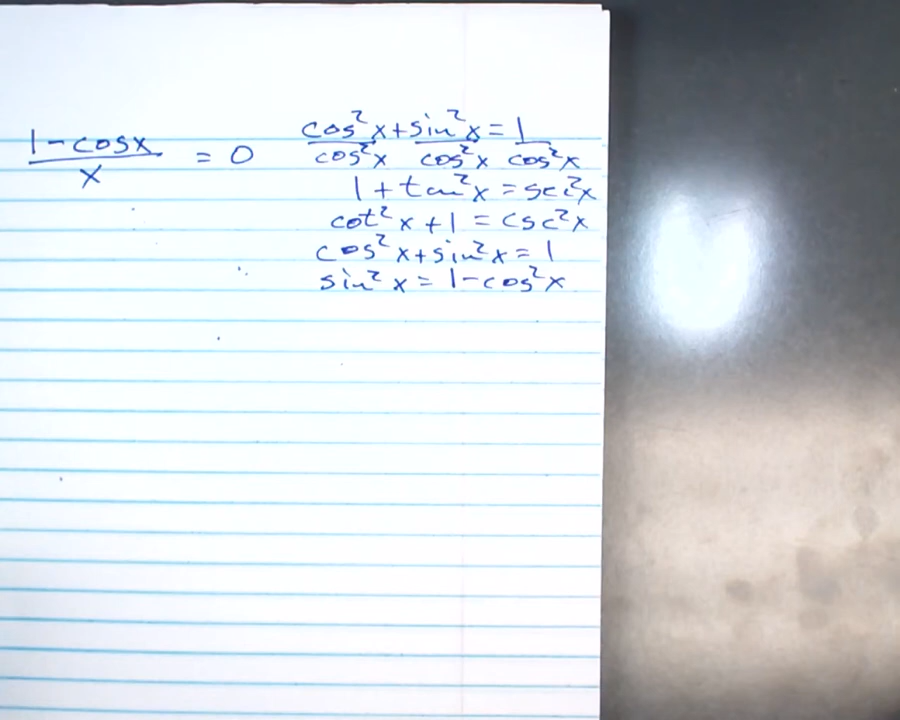 1-cosx
x
= 0
cos²x+sin²x=1
cos²x cos²x cos²x
1+tan²x=sec²x
cot²x+1=csc²x
cos²x+sin²x=1
sin²x=1-cos²x